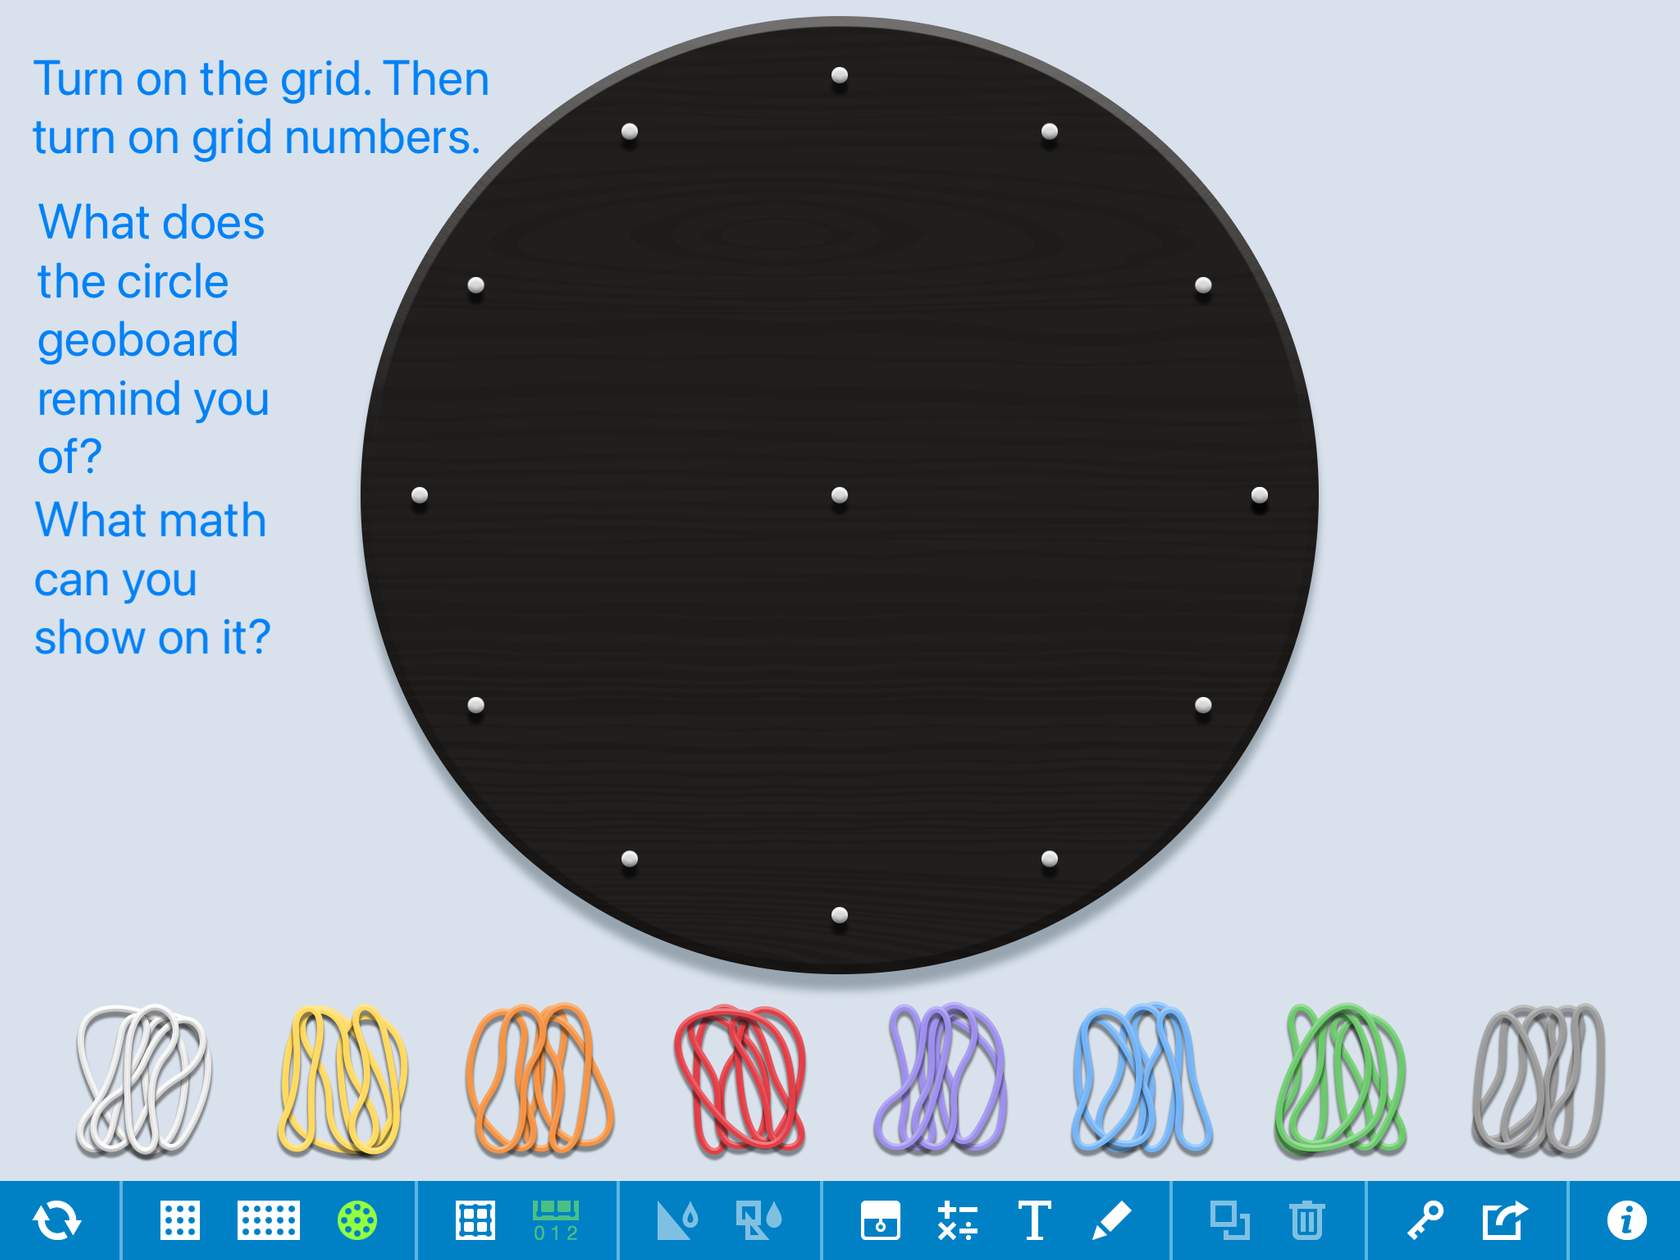 Turn on the grid. Then
turn on grid numbers.
What does
the circle
geoboard
remind you
of?
What math
can you
show on it?
0 1 2
T
i